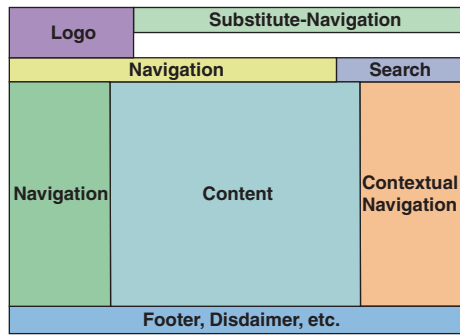 Logo
Substitute-Navigation
Navigation
Search
Navigation
Content
Contextual
Navigation
Footer, Disdaimer, etc.